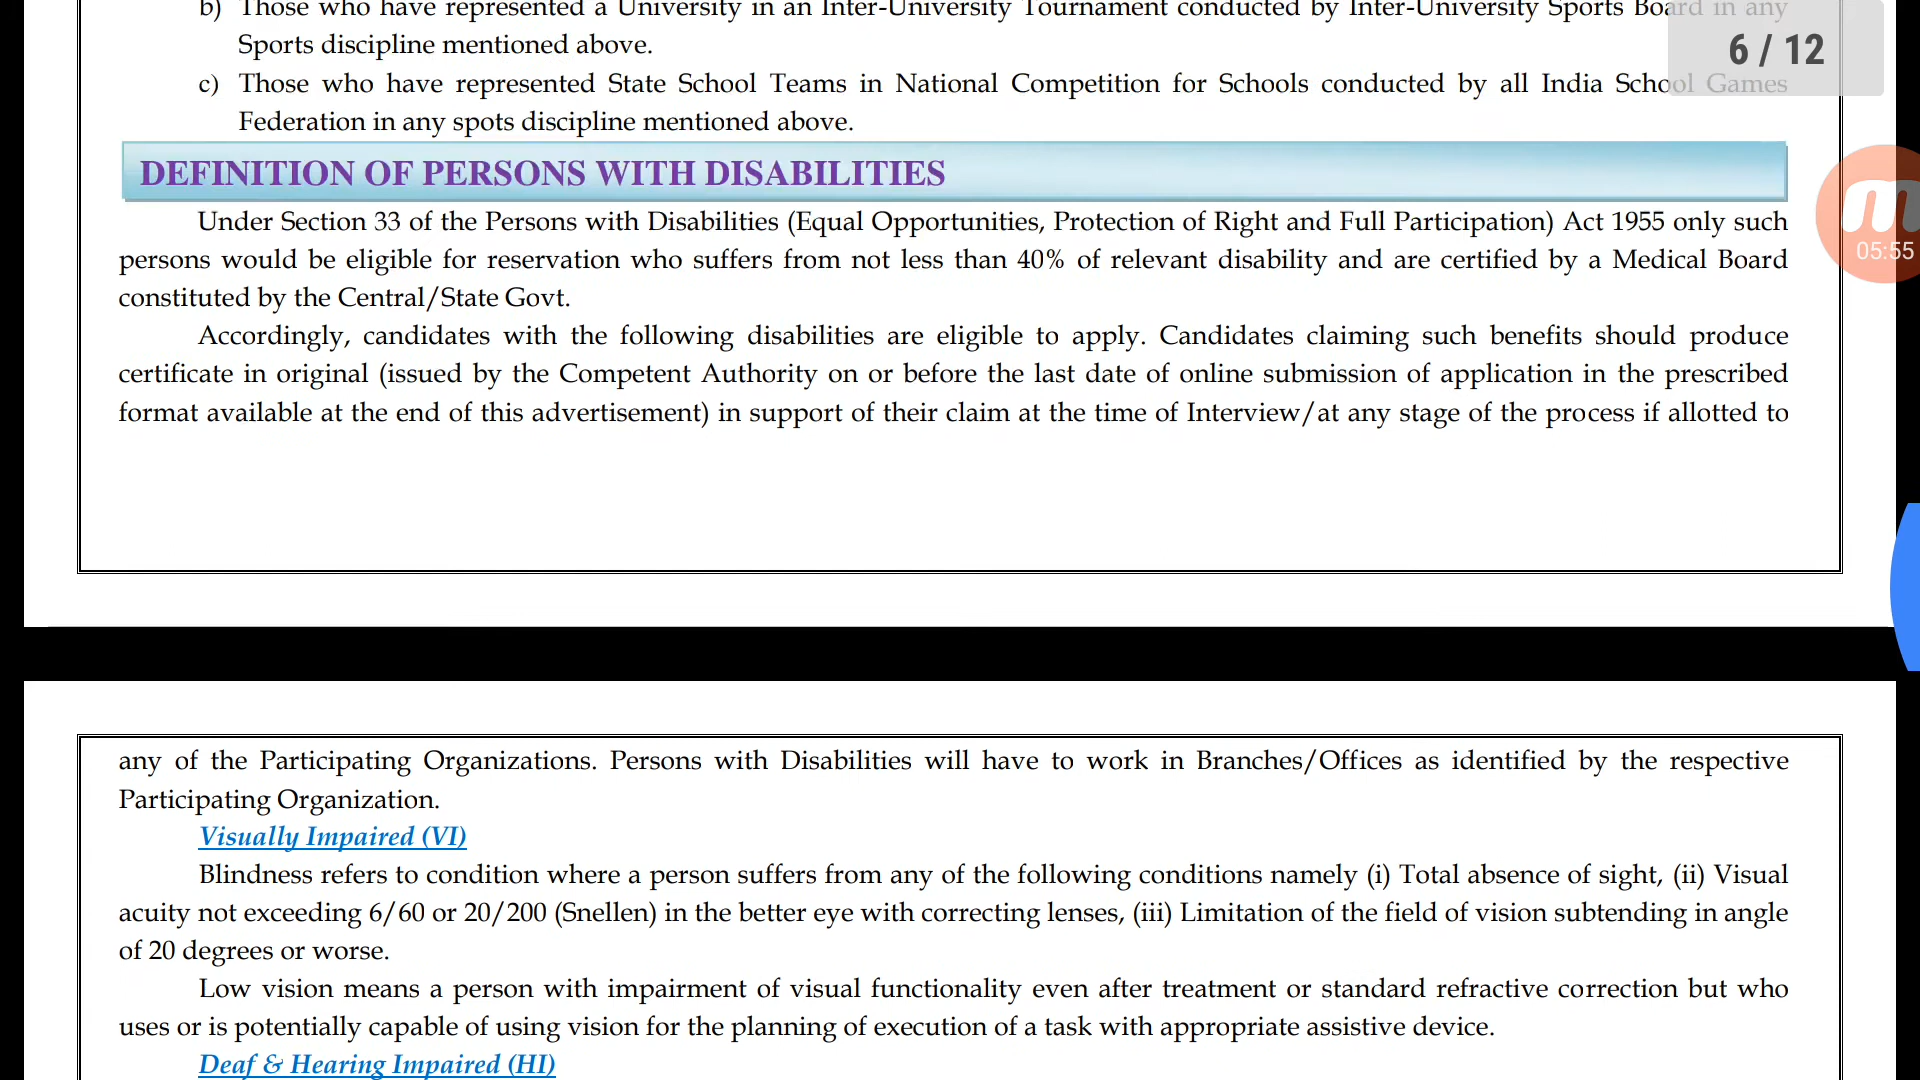 b) Those who have represented a University in an Inter-University Tournament conducted by Inter-University Sports Board in any
Sports discipline mentioned above.
6 / 12
c) Those who have represented State School Teams in National Competition for Schools conducted by all India School Games
Federation in any spots discipline mentioned above.
DEFINITION OF PERSONS WITH DISABILITIES
Under Section 33 of the Persons with Disabilities (Equal Opportunities, Protection of Right and Full Participation) Act 1955 only such
persons would be eligible for reservation who suffers from not less than 40% of relevant disability and are certified by a Medical Board
05:55
constituted by the Central/State Govt.
Accordingly, candidates with the following disabilities are eligible to apply. Candidates claiming such benefits should produce
certificate in original (issued by the Competent Authority on or before the last date of online submission of application in the prescribed
format available at the end of this advertisement) in support of their claim at the time of Interview/at any stage of the process if allotted to
any of the Participating Organizations. Persons with Disabilities will have to work in Branches/Offices as identified by the respective
Participating Organization.
Visually Impaired (VI)
Blindness refers to condition where a person suffers from any of the following conditions namely (i) Total absence of sight, (ii) Visual
acuity not exceeding 6/60 or 20/200 (Snellen) in the better eye with correcting lenses, (iii) Limitation of the field of vision subtending in angle
of 20 degrees or worse.
Low vision means a person with impairment of visual functionality even after treatment or standard refractive correction but who
uses or is potentially capable of using vision for the planning of execution of a task with appropriate assistive device.
Deaf & Hearing Impaired (HI)